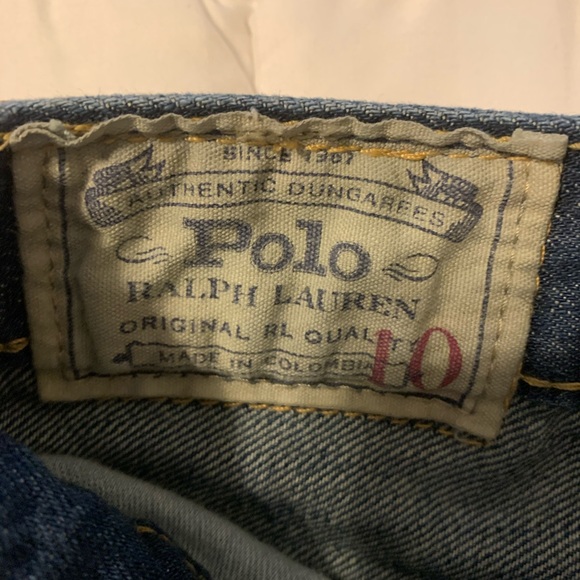 SINCE 1967
AUTHENTIC DUNGAREES
Polo
RALPH LAUREN
ORIGINAL RL QUALITY
MADE IN COLOMBIA
10